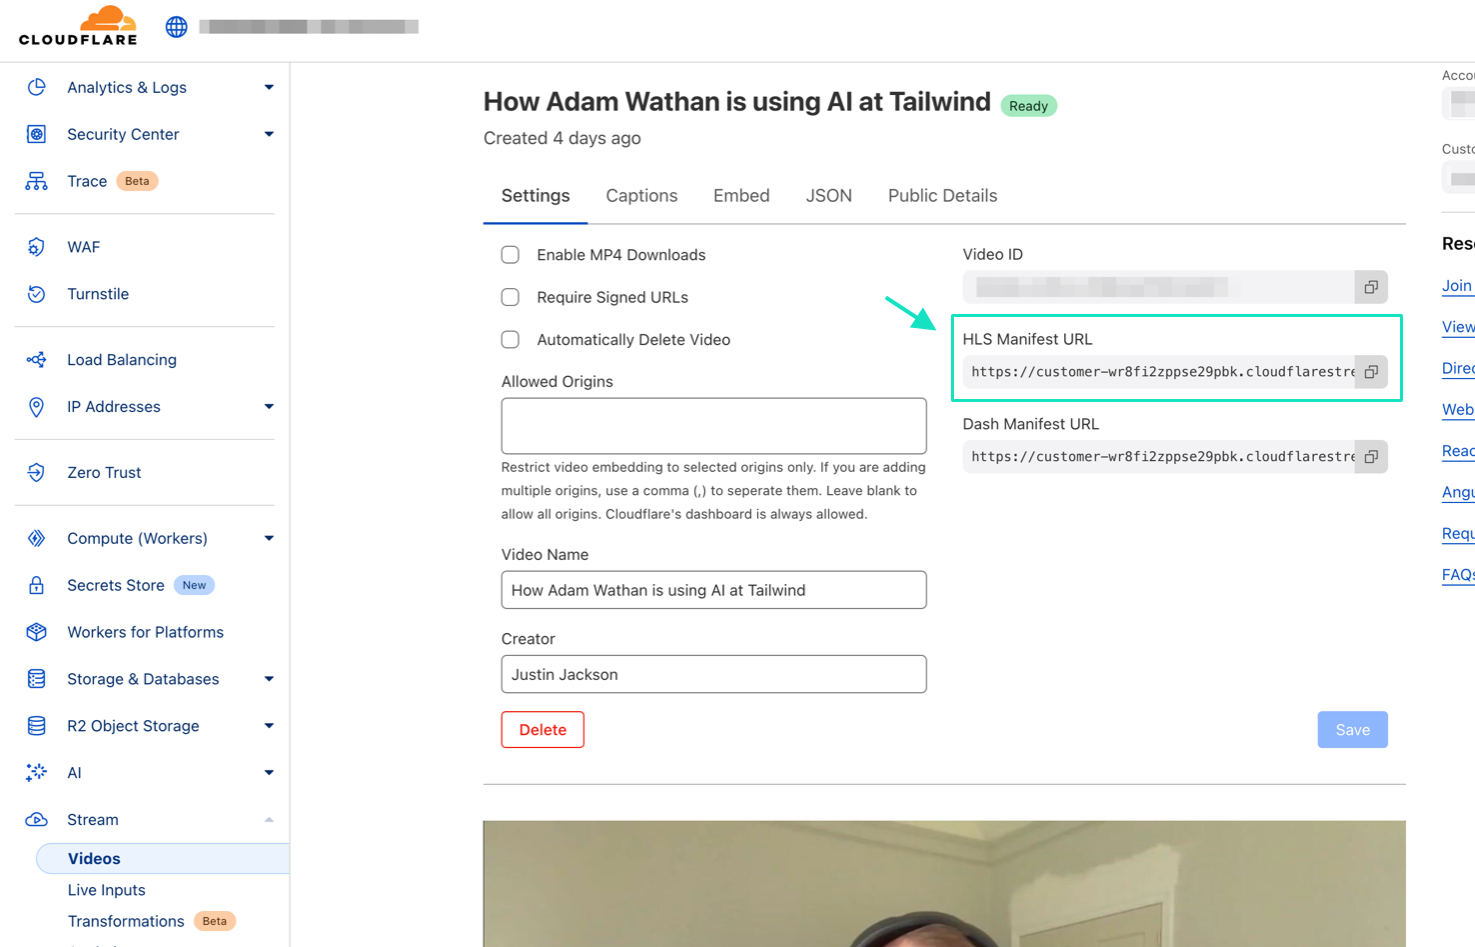 CLOUDFLARE
Analytics & Logs
Security Center
Trace Beta
WAF
Turnstile
Load Balancing
IP Addresses
Zero Trust
Compute (Workers)
Secrets Store New
Workers for Platforms
Storage & Databases
R2 Object Storage
AI
Stream
Videos
Live Inputs
Transformations Beta
How Adam Wathan is using AI at Tailwind Ready
Created 4 days ago
Settings Captions Embed JSON Public Details
Enable MP4 Downloads
Require Signed URLs
Automatically Delete Video
Allowed Origins
Restrict video embedding to selected origins only. If you are adding
multiple origins, use a comma (,) to seperate them. Leave blank to
allow all origins. Cloudflare's dashboard is always allowed.
Video Name
How Adam Wathan is using AI at Tailwind
Creator
Justin Jackson
Delete
Save
Video ID
HLS Manifest URL
https://customer-wr8fi2zppse29pbk.cloudflarestre
Dash Manifest URL
https://customer-wr8fi2zppse29pbk.cloudflarestre
Accou
Custo
Reso
Join
View
Direc
Web
Reac
Angu
Requ
FAQs